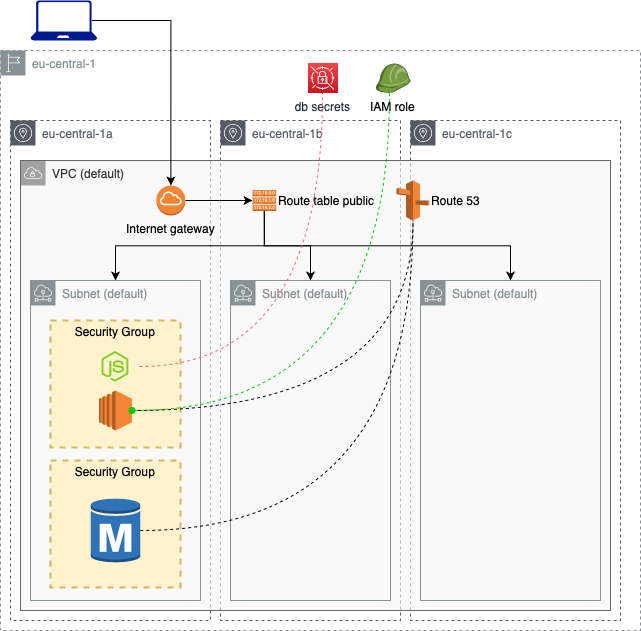 eu-central-1
db secrets
IAM role
eu-central-1a
eu-central-1b
eu-central-1c
VPC (default)
Internet gateway
Route table public
Route 53
Subnet (default)
Subnet (default)
Subnet (default)
Security Group
JS
Security Group
M